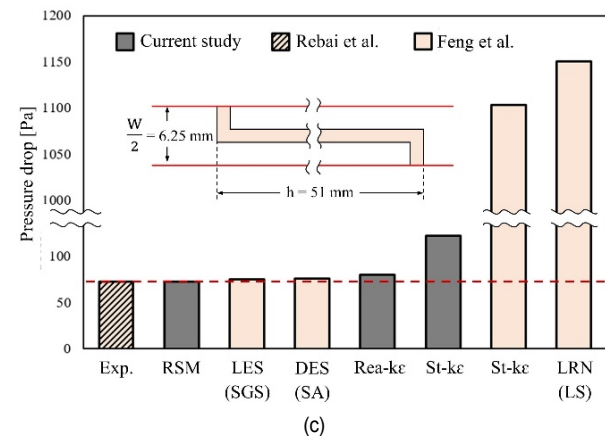 1200
Current study
Rebai et al.
Feng et al.
1150
1100
W
2
= 6.25 mm
1050
h = 51 mm
1000
Pressure drop [Pa]
100
50
0
Exp.
RSM
LES
(SGS)
DES
(SA)
Rea-kε
St-kε
St-kε
LRN
(LS)
(c)